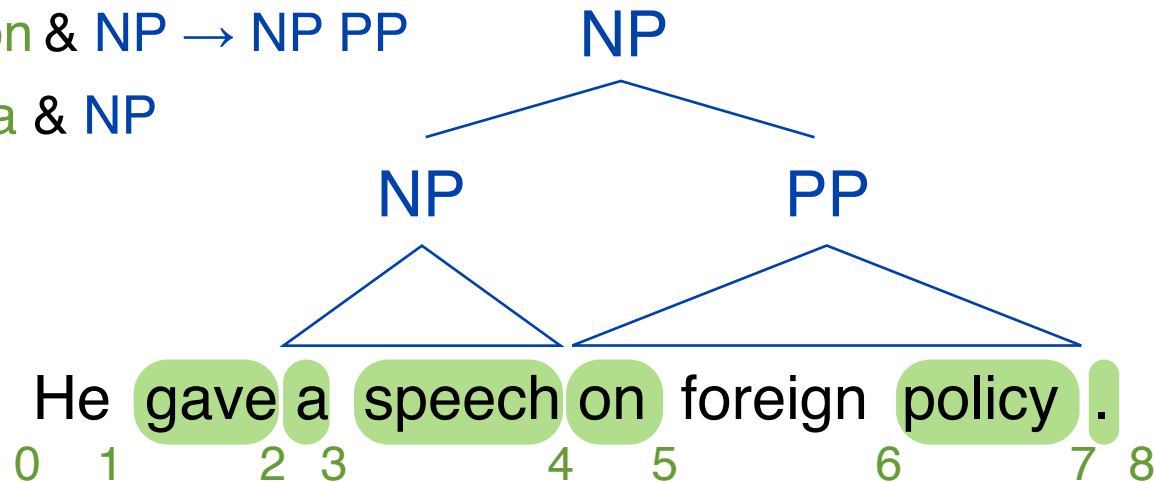 n & NP → NP PP NP
a & NP
NP PP
He gave a speech on foreign policy .
0 1 2 3 4 5 6 7 8